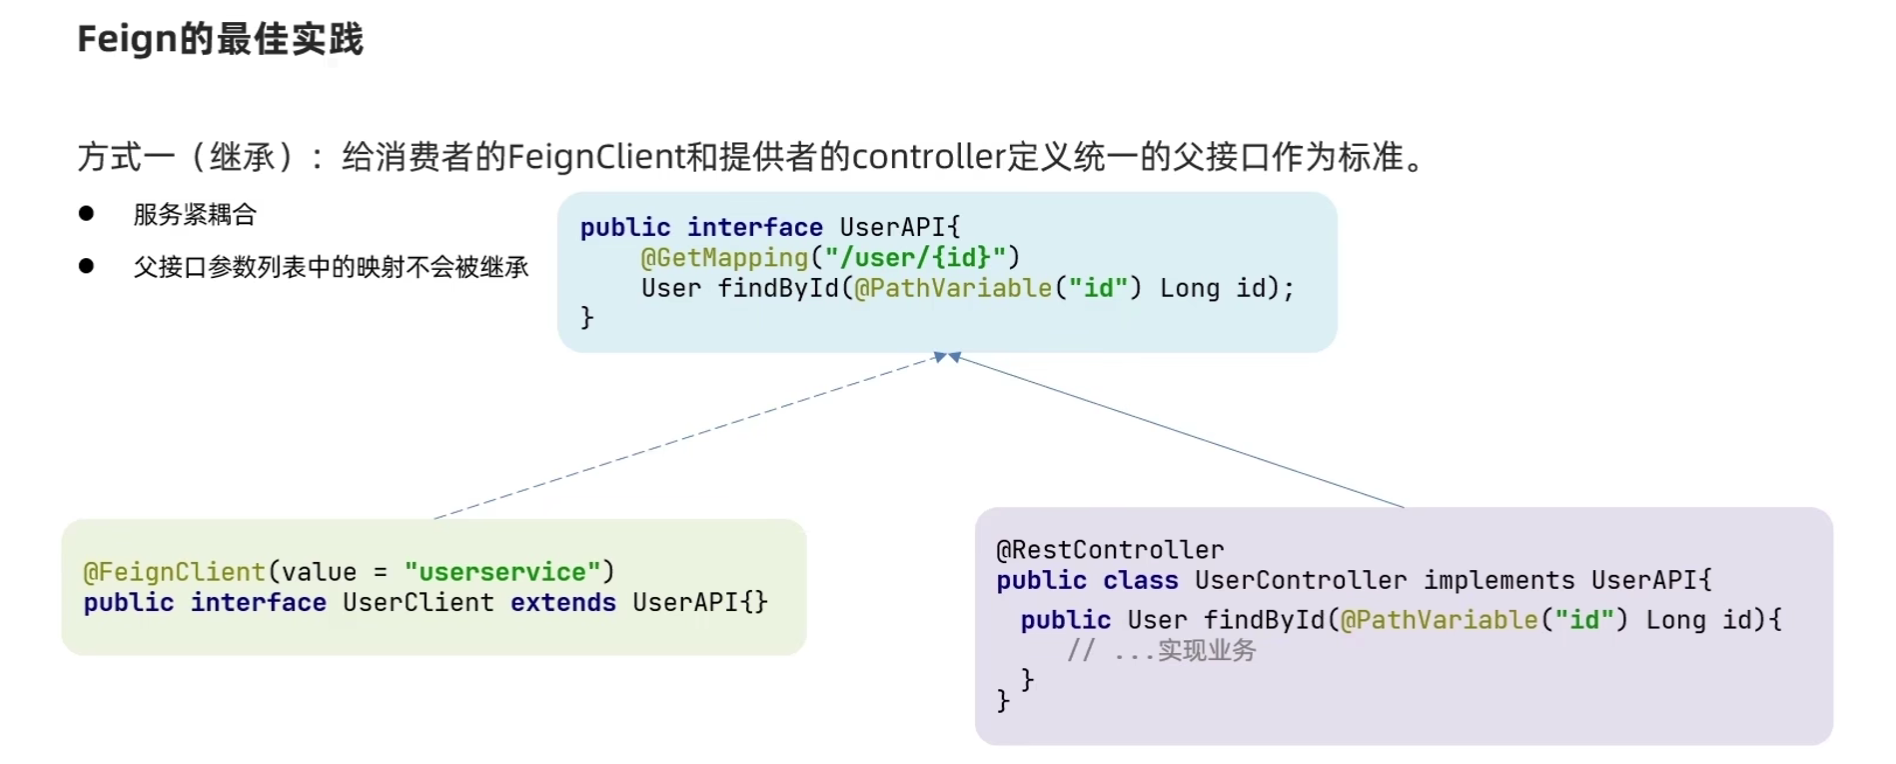 Feign的最佳实践
方式一（继承）：给消费者的FeignClient和提供者的controller定义统一的父接口作为标准。
● 服务紧耦合
● 父接口参数列表中的映射不会被继承
public interface UserAPI{
    @GetMapping("/user/{id}")
    User findById(@PathVariable("id") Long id);
}
@FeignClient(value = "userservice")
public interface UserClient extends UserAPI{}
@RestController
public class UserController implements UserAPI{
  public User findById(@PathVariable("id") Long id){
     // ...实现业务
  }
}